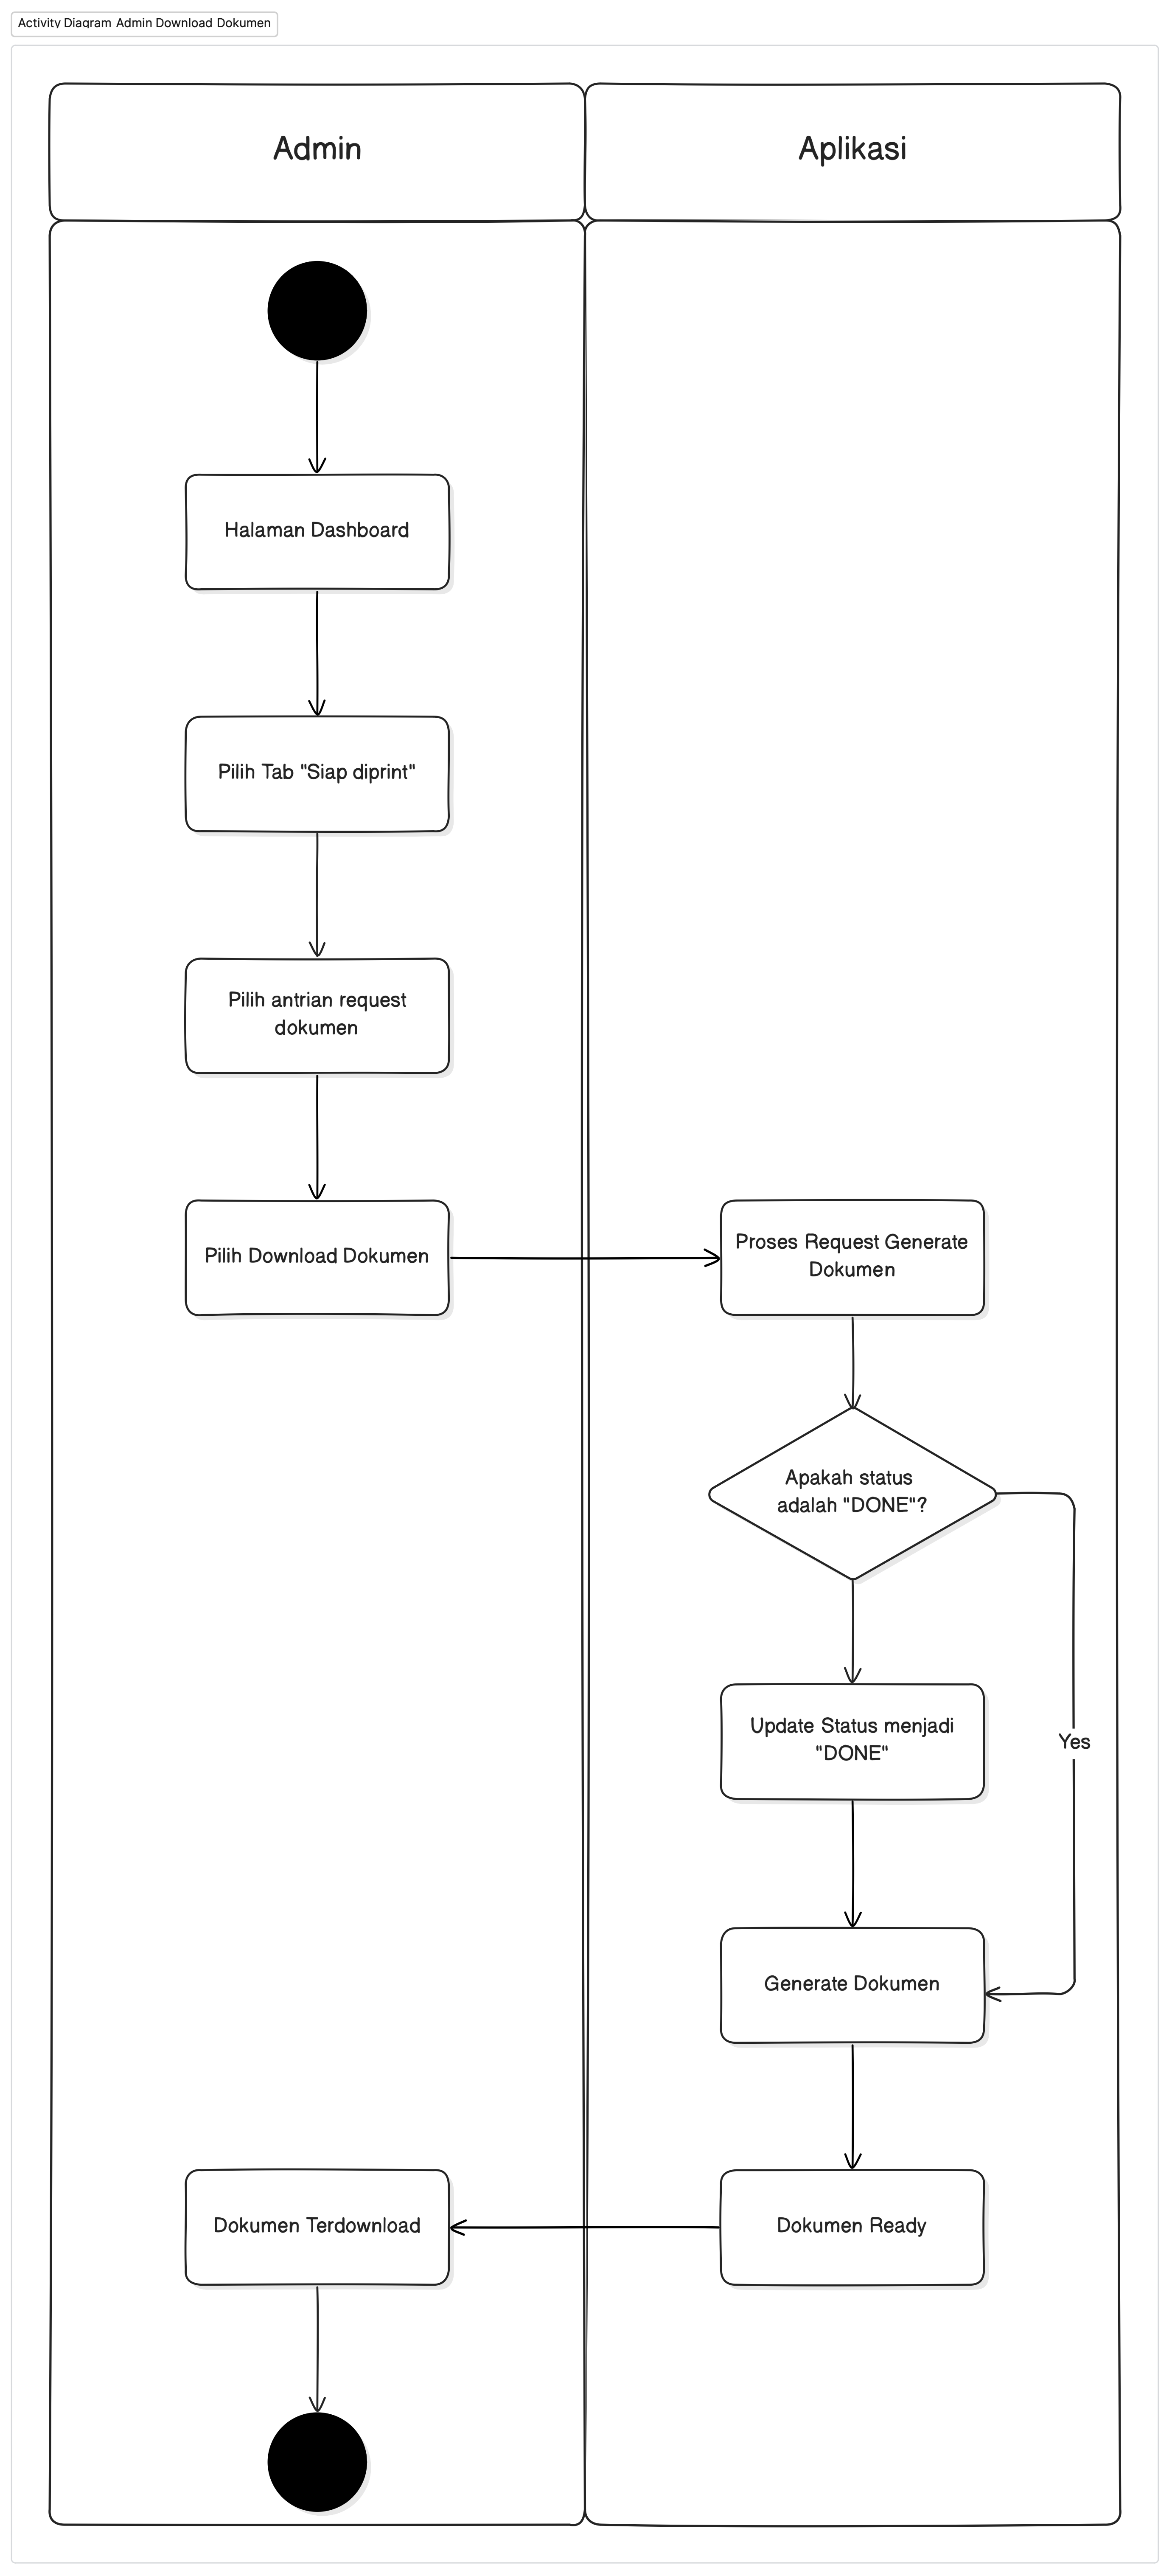 Activity Diagram Admin Download Dokumen
Admin
Aplikasi
Halaman Dashboard
Pilih Tab "Siap diprint"
Pilih antrian request
dokumen
Pilih Download Dokumen
Proses Request Generate
Dokumen
Apakah status
adalah "DONE"?
Update Status menjadi
"DONE"
Yes
Generate Dokumen
Dokumen Terdownload
Dokumen Ready